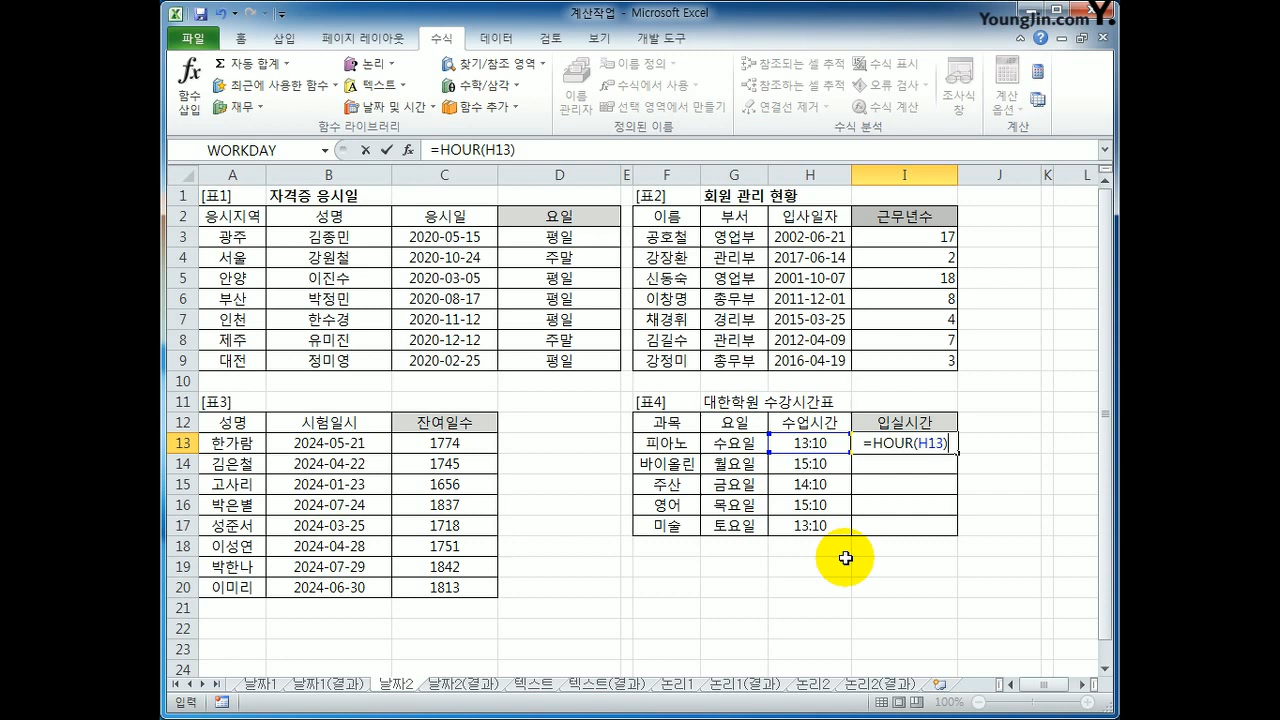 계산작업 - Microsoft Excel
YoungJin.com Y.
파일 홈 삽입 페이지 레이아웃 수식 데이터 검토 보기 개발 도구
fx 함수 삽입
Σ 자동 합계
최근에 사용한 함수
재무
논리
텍스트
날짜 및 시간
찾기/참조 영역
수학/삼각
함수 추가
함수 라이브러리
이름 관리자
이름 정의
수식에서 사용
선택 영역에서 만들기
정의된 이름
참조되는 셀 추적
참조하는 셀 추적
연결선 제거
수식 표시
오류 검사
수식 계산
수식 분석
조사식 창
계산 옵션
계산
WORKDAY fx =HOUR(H13)
A B C D E F G H I J K L
1 [표1] 자격증 응시일 [표2] 회원 관리 현황
2 응시지역 성명 응시일 요일 이름 부서 입사일자 근무년수
3 광주 김종민 2020-05-15 평일 공호철 영업부 2002-06-21 17
4 서울 강원철 2020-10-24 주말 강장환 관리부 2017-06-14 2
5 안양 이진수 2020-03-05 평일 신동숙 영업부 2001-10-07 18
6 부산 박정민 2020-08-17 평일 이창명 총무부 2011-12-01 8
7 인천 한수경 2020-11-12 평일 채경휘 경리부 2015-03-25 4
8 제주 유미진 2020-12-12 주말 김길수 관리부 2012-04-09 7
9 대전 정미영 2020-02-25 평일 강정미 총무부 2016-04-19 3
10
11 [표3] [표4] 대한학원 수강시간표
12 성명 시험일시 잔여일수 과목 요일 수업시간 입실시간
13 한가람 2024-05-21 1774 피아노 수요일 13:10 =HOUR(H13)
14 김은철 2024-04-22 1745 바이올린 월요일 15:10
15 고사리 2024-01-23 1656 주산 금요일 14:10
16 박은별 2024-07-24 1837 영어 목요일 15:10
17 성준서 2024-03-25 1718 미술 토요일 13:10
18 이성연 2024-04-28 1751
19 박한나 2024-07-29 1842
20 이미리 2024-06-30 1813
21
22
23
24
날짜1 날짜1(결과) 날짜2 날짜2(결과) 텍스트 텍스트(결과) 논리1 논리1(결과) 논리2 논리2(결과)
입력 100%